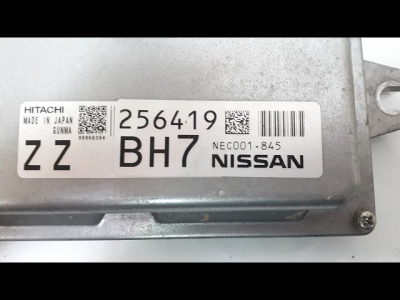 HITACHI
MADE IN JAPAN
GUNMA
ZZ
256419
BH7
NEC001-845
NISSAN